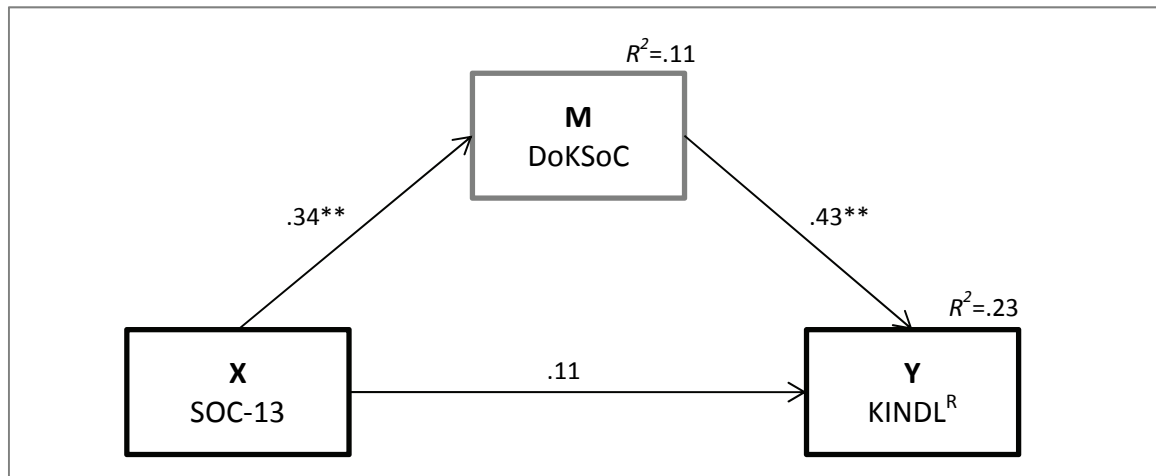 R²=.11
M
DoKSoC
.34**
.43**
R²=.23
X
SOC-13
.11
Y
KINDLᴿ